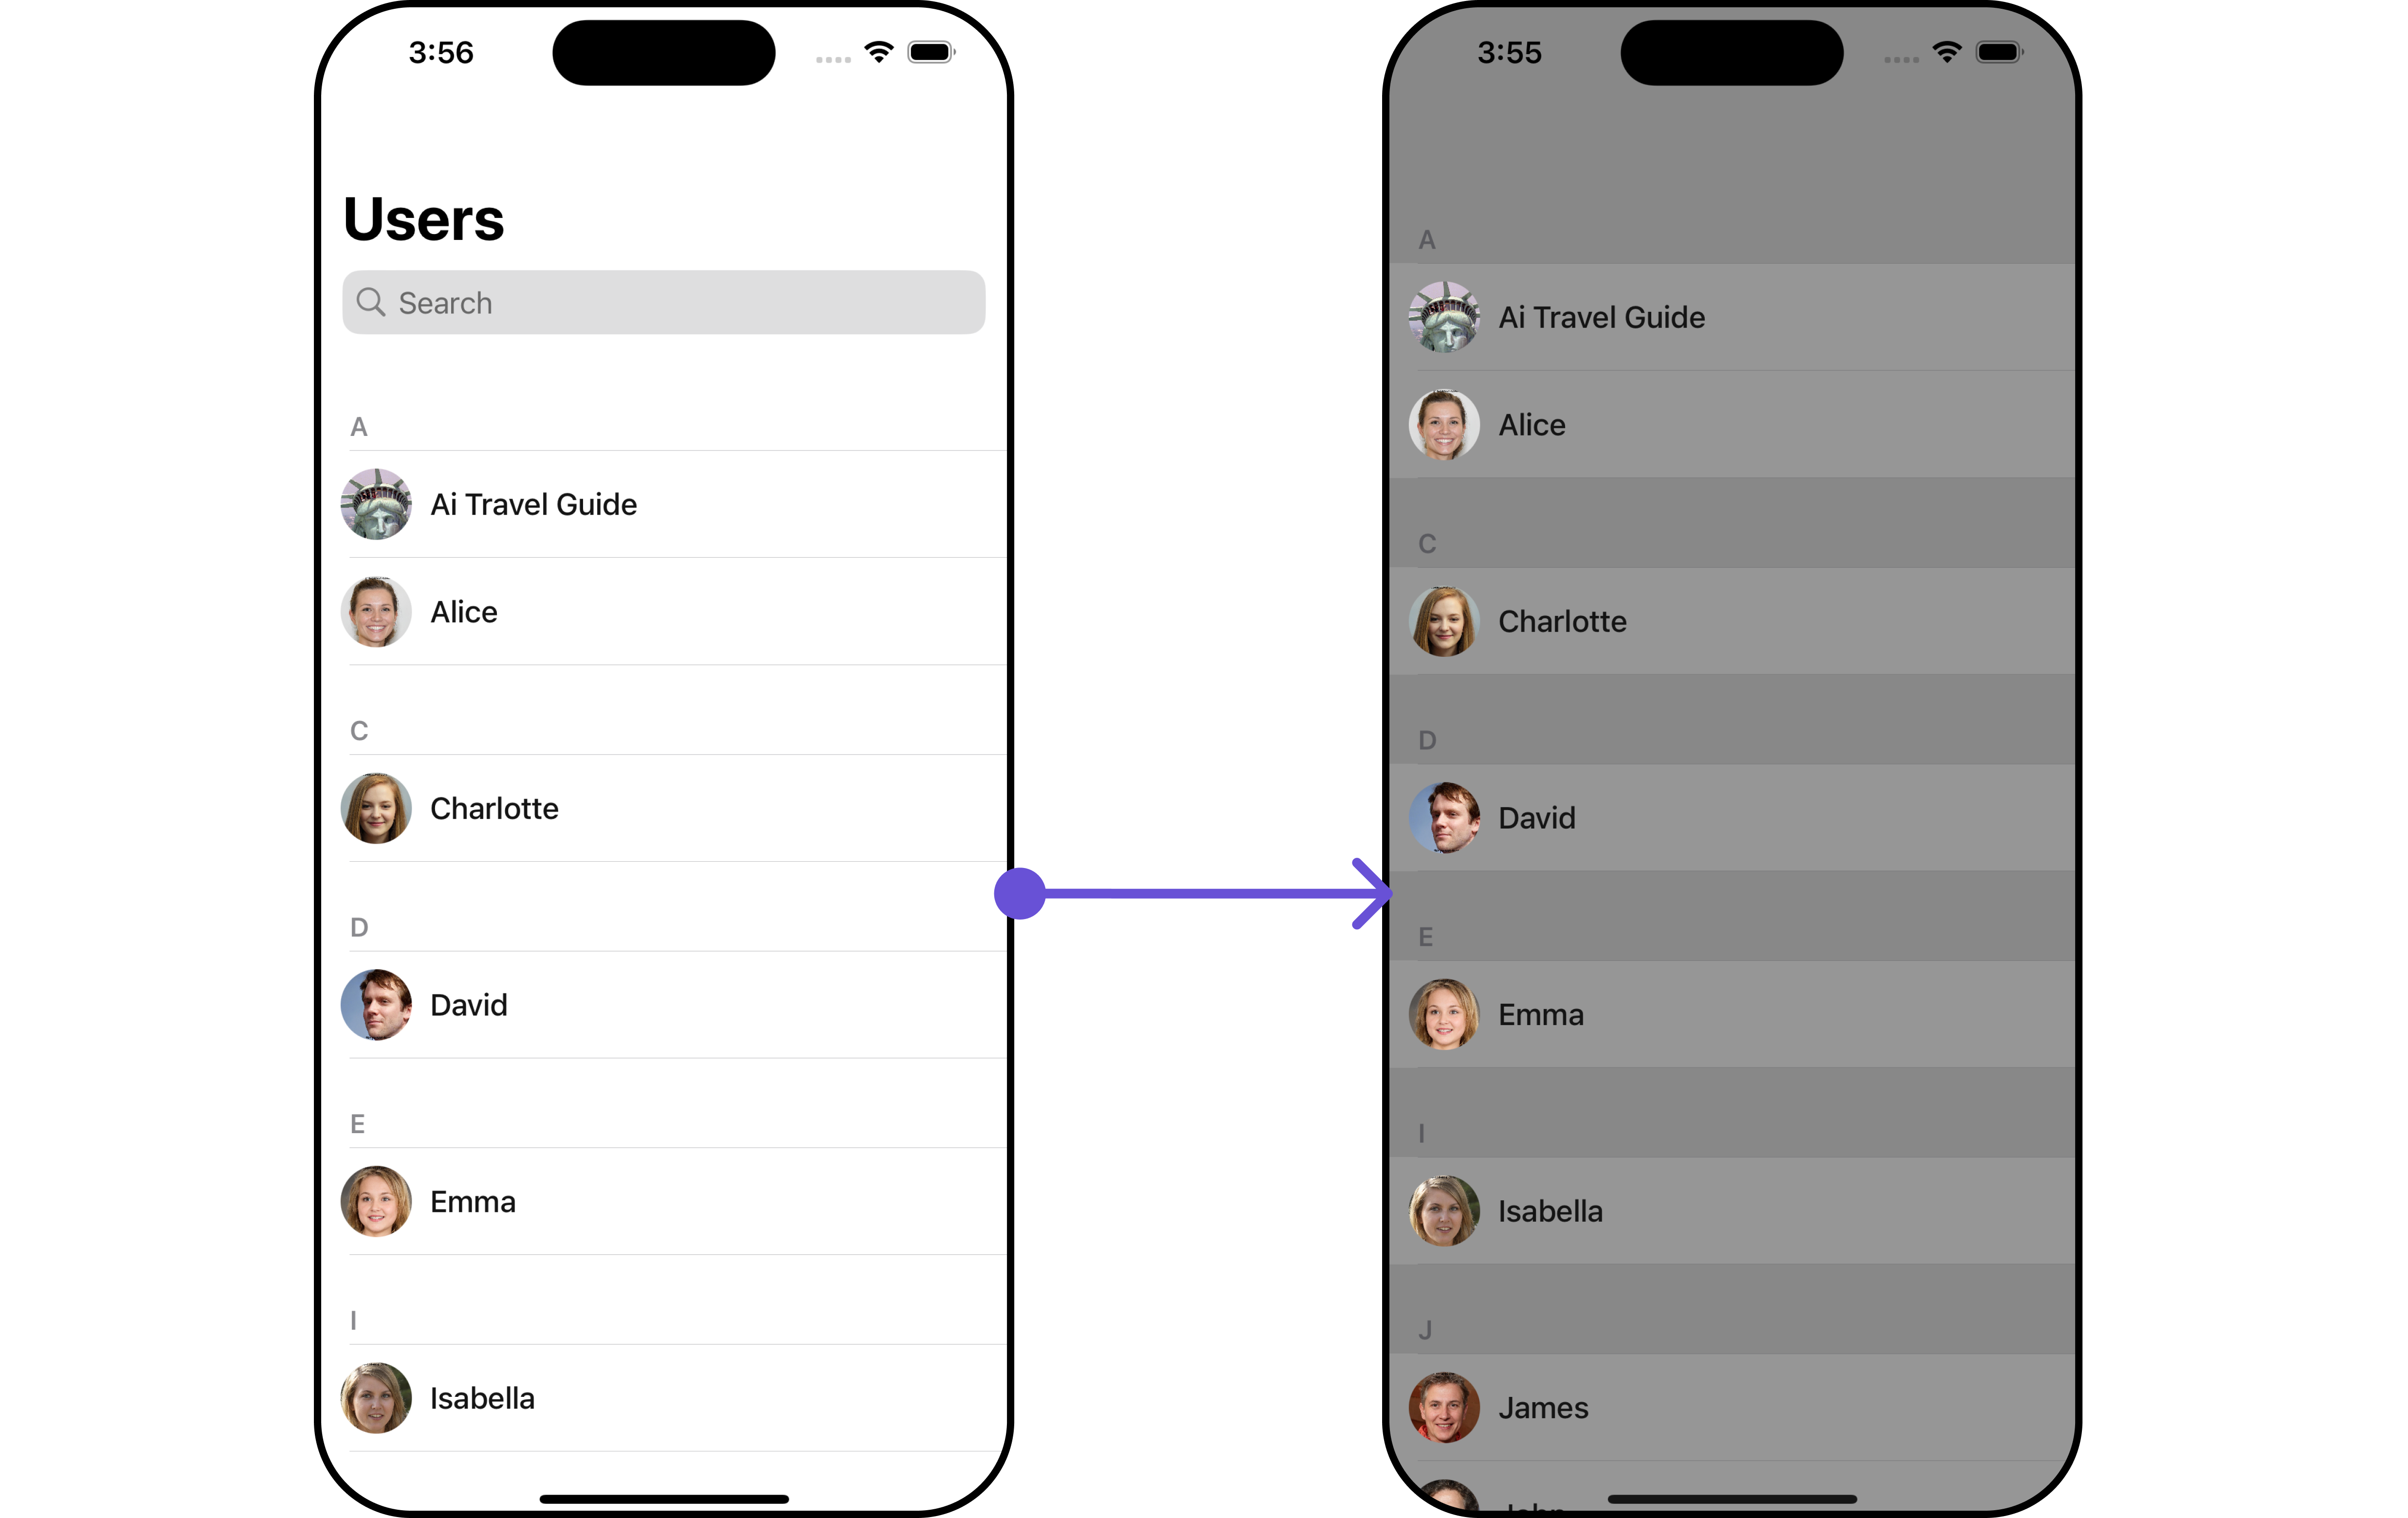 3:56
Users
Search
A
Ai Travel Guide
Alice
C
Charlotte
D
David
E
Emma
I
Isabella
3:55
A
Ai Travel Guide
Alice
C
Charlotte
D
David
E
Emma
I
Isabella
J
James